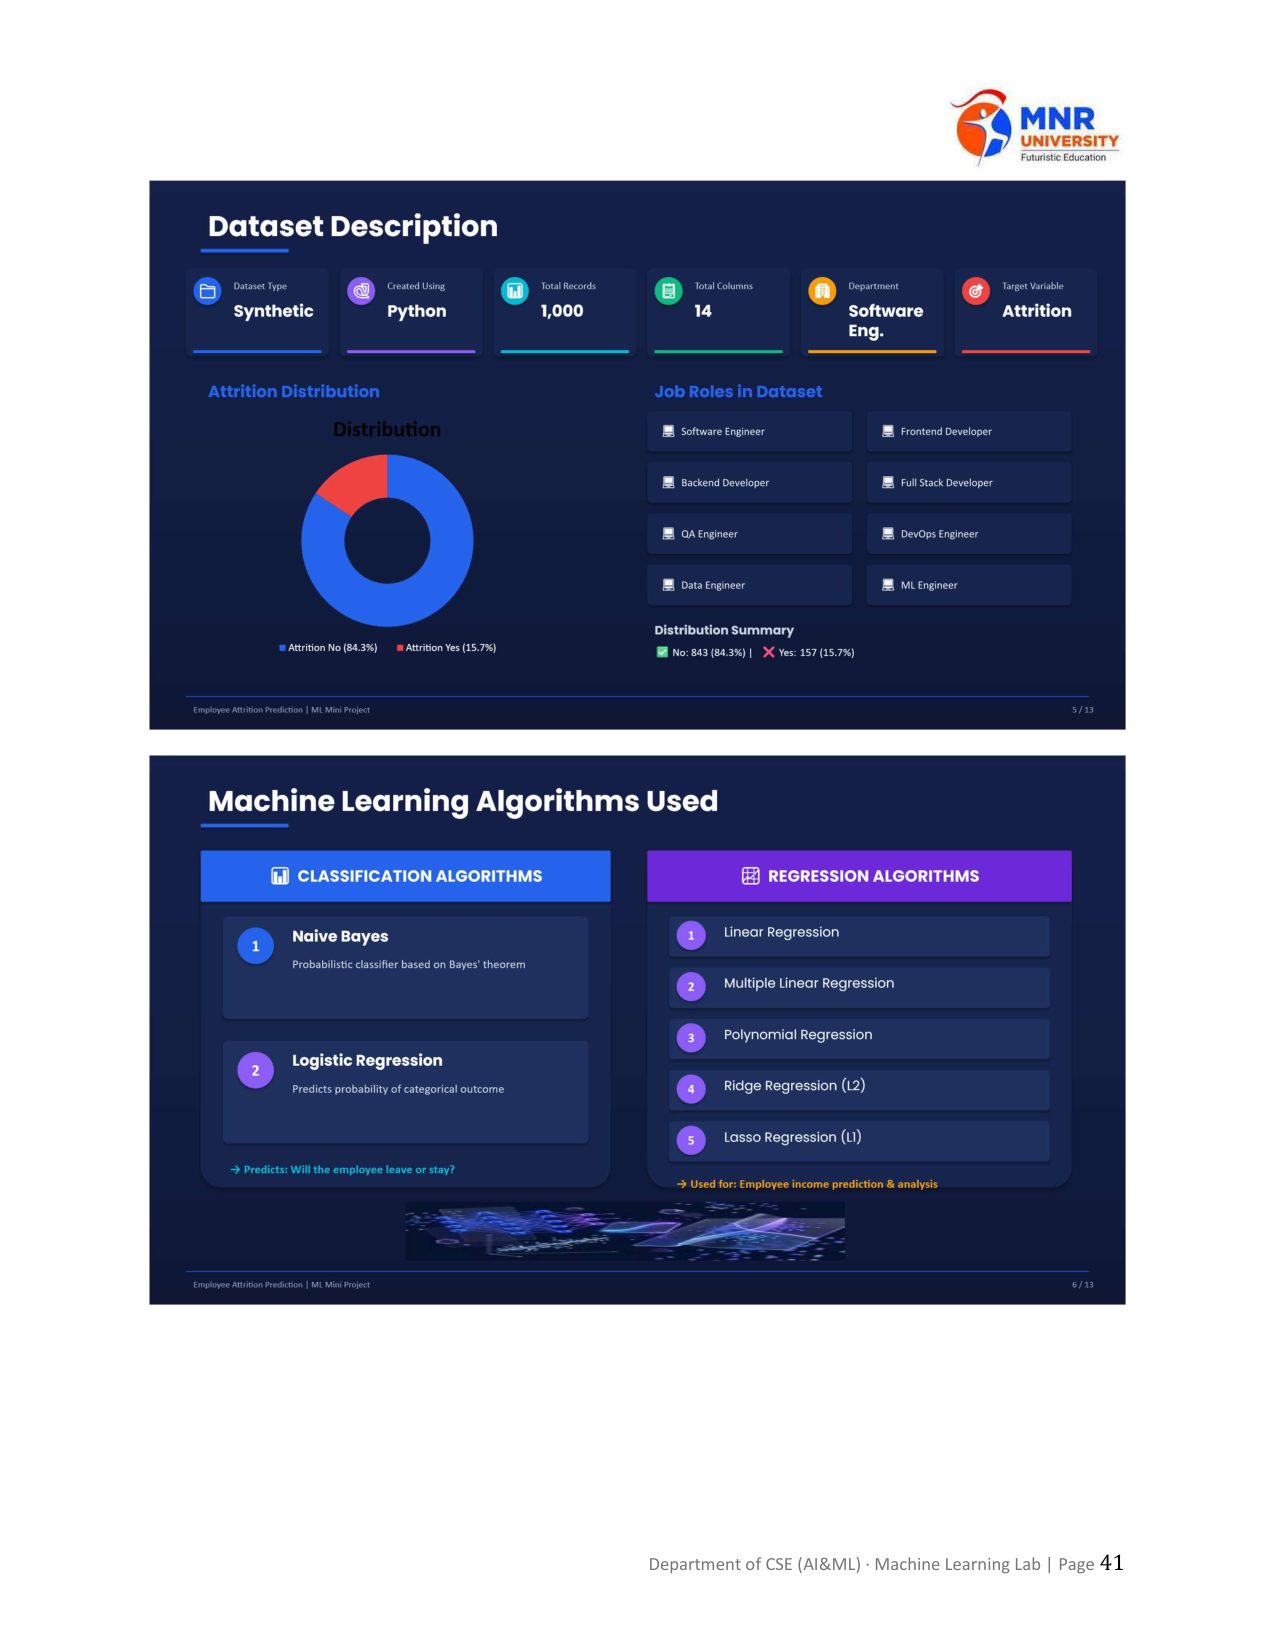 MNR
UNIVERSITY
Futuristic Education
Dataset Description
Dataset Type
Synthetic
Created Using
Python
Total Records
1,000
Total Columns
14
Department
Software
Eng.
Target Variable
Attrition
Attrition Distribution
Distribution
Attrition No (84.3%) Attrition Yes (15.7%)
Job Roles in Dataset
Software Engineer
Frontend Developer
Backend Developer
Full Stack Developer
QA Engineer
DevOps Engineer
Data Engineer
ML Engineer
Distribution Summary
✅ No: 843 (84.3%) | ❌ Yes: 157 (15.7%)
Employee Attrition Prediction | ML Mini Project
5 / 13
Machine Learning Algorithms Used
CLASSIFICATION ALGORITHMS
1
Naive Bayes
Probabilistic classifier based on Bayes' theorem
2
Logistic Regression
Predicts probability of categorical outcome
→ Predicts: Will the employee leave or stay?
REGRESSION ALGORITHMS
1 Linear Regression
2 Multiple Linear Regression
3 Polynomial Regression
4 Ridge Regression (L2)
5 Lasso Regression (L1)
→ Used for: Employee income prediction & analysis
Employee Attrition Prediction | ML Mini Project
6 / 13
Department of CSE (AI&ML) · Machine Learning Lab | Page 41